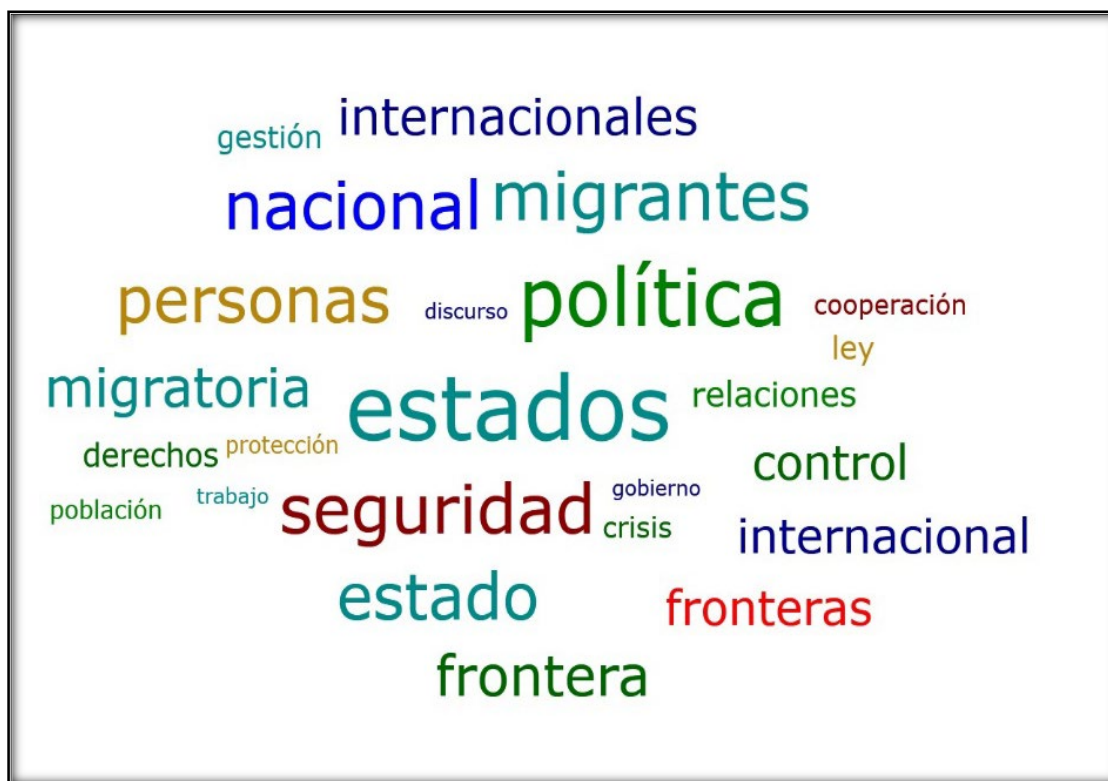 internacionales
gestión
nacional migrantes
personas discurso política cooperación
ley
migratoria estados relaciones
derechos protección control
población trabajo seguridad gobierno
crisis internacional
estado fronteras
frontera